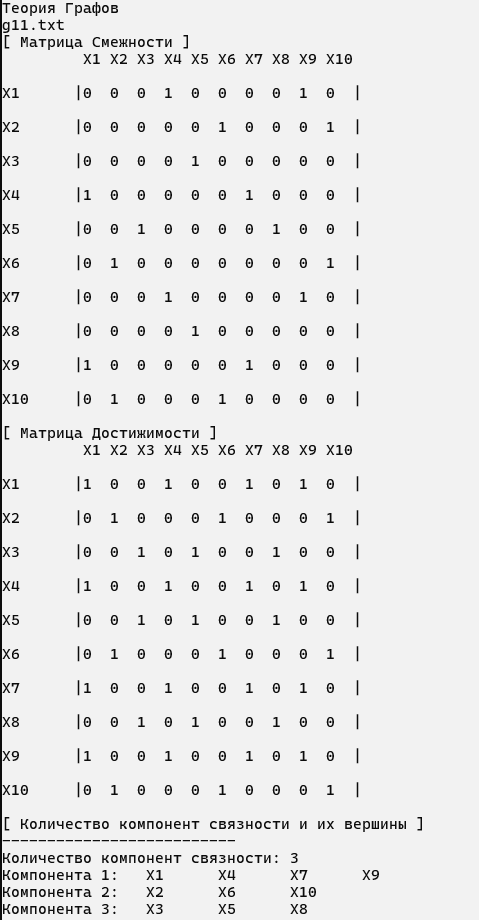 Теория Графов
g11.txt
[ Матрица Смежности ]
X1 X2 X3 X4 X5 X6 X7 X8 X9 X10
X1 |0 0 0 1 0 0 0 0 1 0 |
X2 |0 0 0 0 0 1 0 0 0 1 |
X3 |0 0 0 0 1 0 0 0 0 0 |
X4 |1 0 0 0 0 0 1 0 0 0 |
X5 |0 0 1 0 0 0 0 1 0 0 |
X6 |0 1 0 0 0 0 0 0 0 1 |
X7 |0 0 0 1 0 0 0 0 1 0 |
X8 |0 0 0 0 1 0 0 0 0 0 |
X9 |1 0 0 0 0 0 1 0 0 0 |
X10 |0 1 0 0 0 1 0 0 0 0 |
[ Матрица Достижимости ]
X1 X2 X3 X4 X5 X6 X7 X8 X9 X10
X1 |1 0 0 1 0 0 1 0 1 0 |
X2 |0 1 0 0 0 1 0 0 0 1 |
X3 |0 0 1 0 1 0 0 1 0 0 |
X4 |1 0 0 1 0 0 1 0 1 0 |
X5 |0 0 1 0 1 0 0 1 0 0 |
X6 |0 1 0 0 0 1 0 0 0 1 |
X7 |1 0 0 1 0 0 1 0 1 0 |
X8 |0 0 1 0 1 0 0 1 0 0 |
X9 |1 0 0 1 0 0 1 0 1 0 |
X10 |0 1 0 0 0 1 0 0 0 1 |
[ Количество компонент связности и их вершины ]
--------------------------
Количество компонент связности: 3
Компонента 1: X1 X4 X7 X9
Компонента 2: X2 X6 X10
Компонента 3: X3 X5 X8